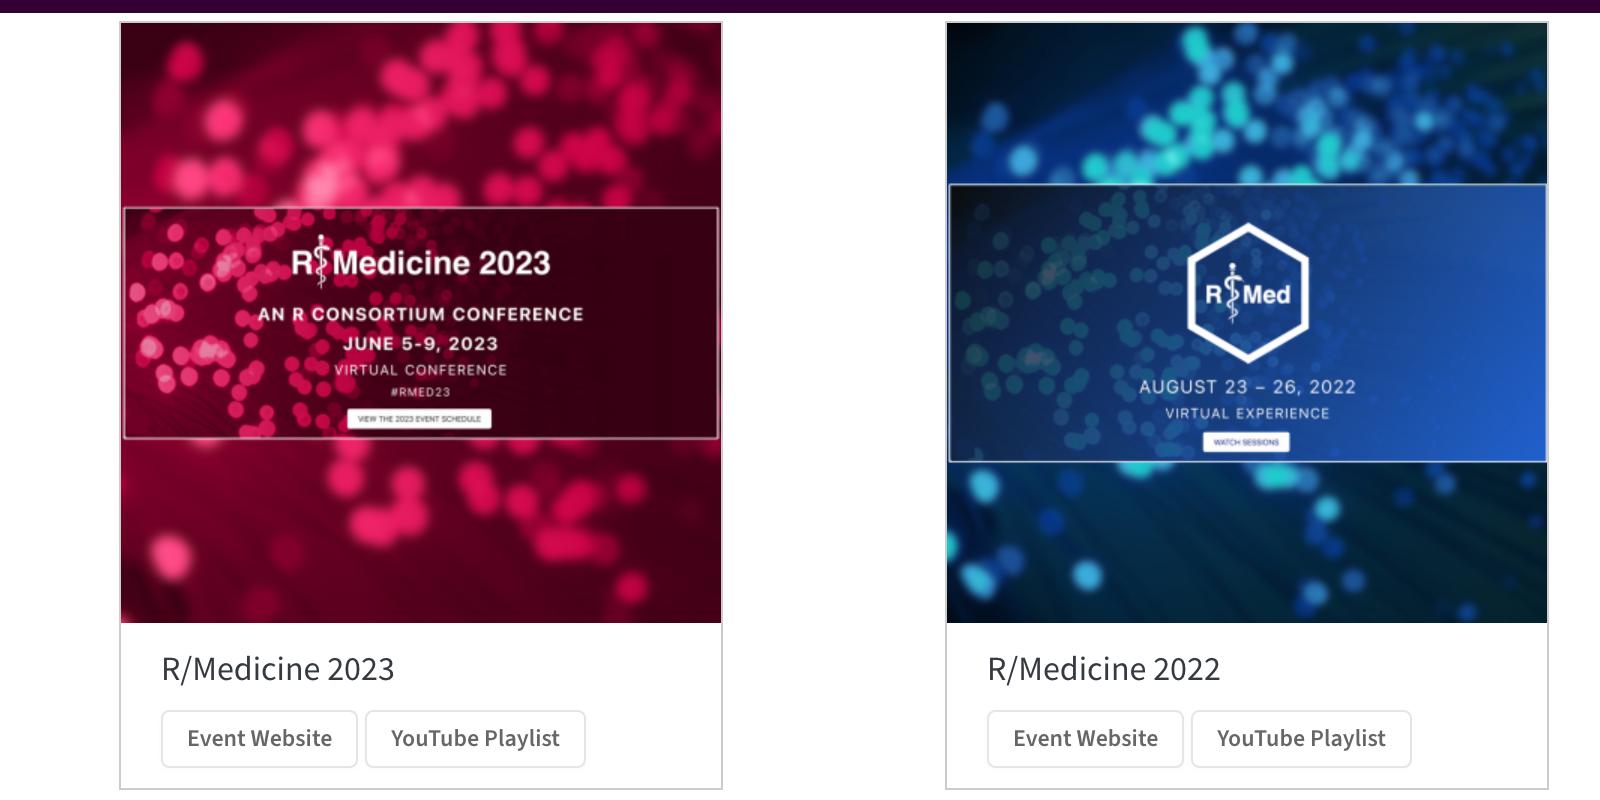 R/Medicine 2023
AN R CONSORTIUM CONFERENCE
JUNE 5-9, 2023
VIRTUAL CONFERENCE
#RMED23
VIEW THE 2023 EVENT SCHEDULE
R/Medicine 2023
Event Website
YouTube Playlist
R/Med
AUGUST 23 – 26, 2022
VIRTUAL EXPERIENCE
WATCH SESSIONS
R/Medicine 2022
Event Website
YouTube Playlist